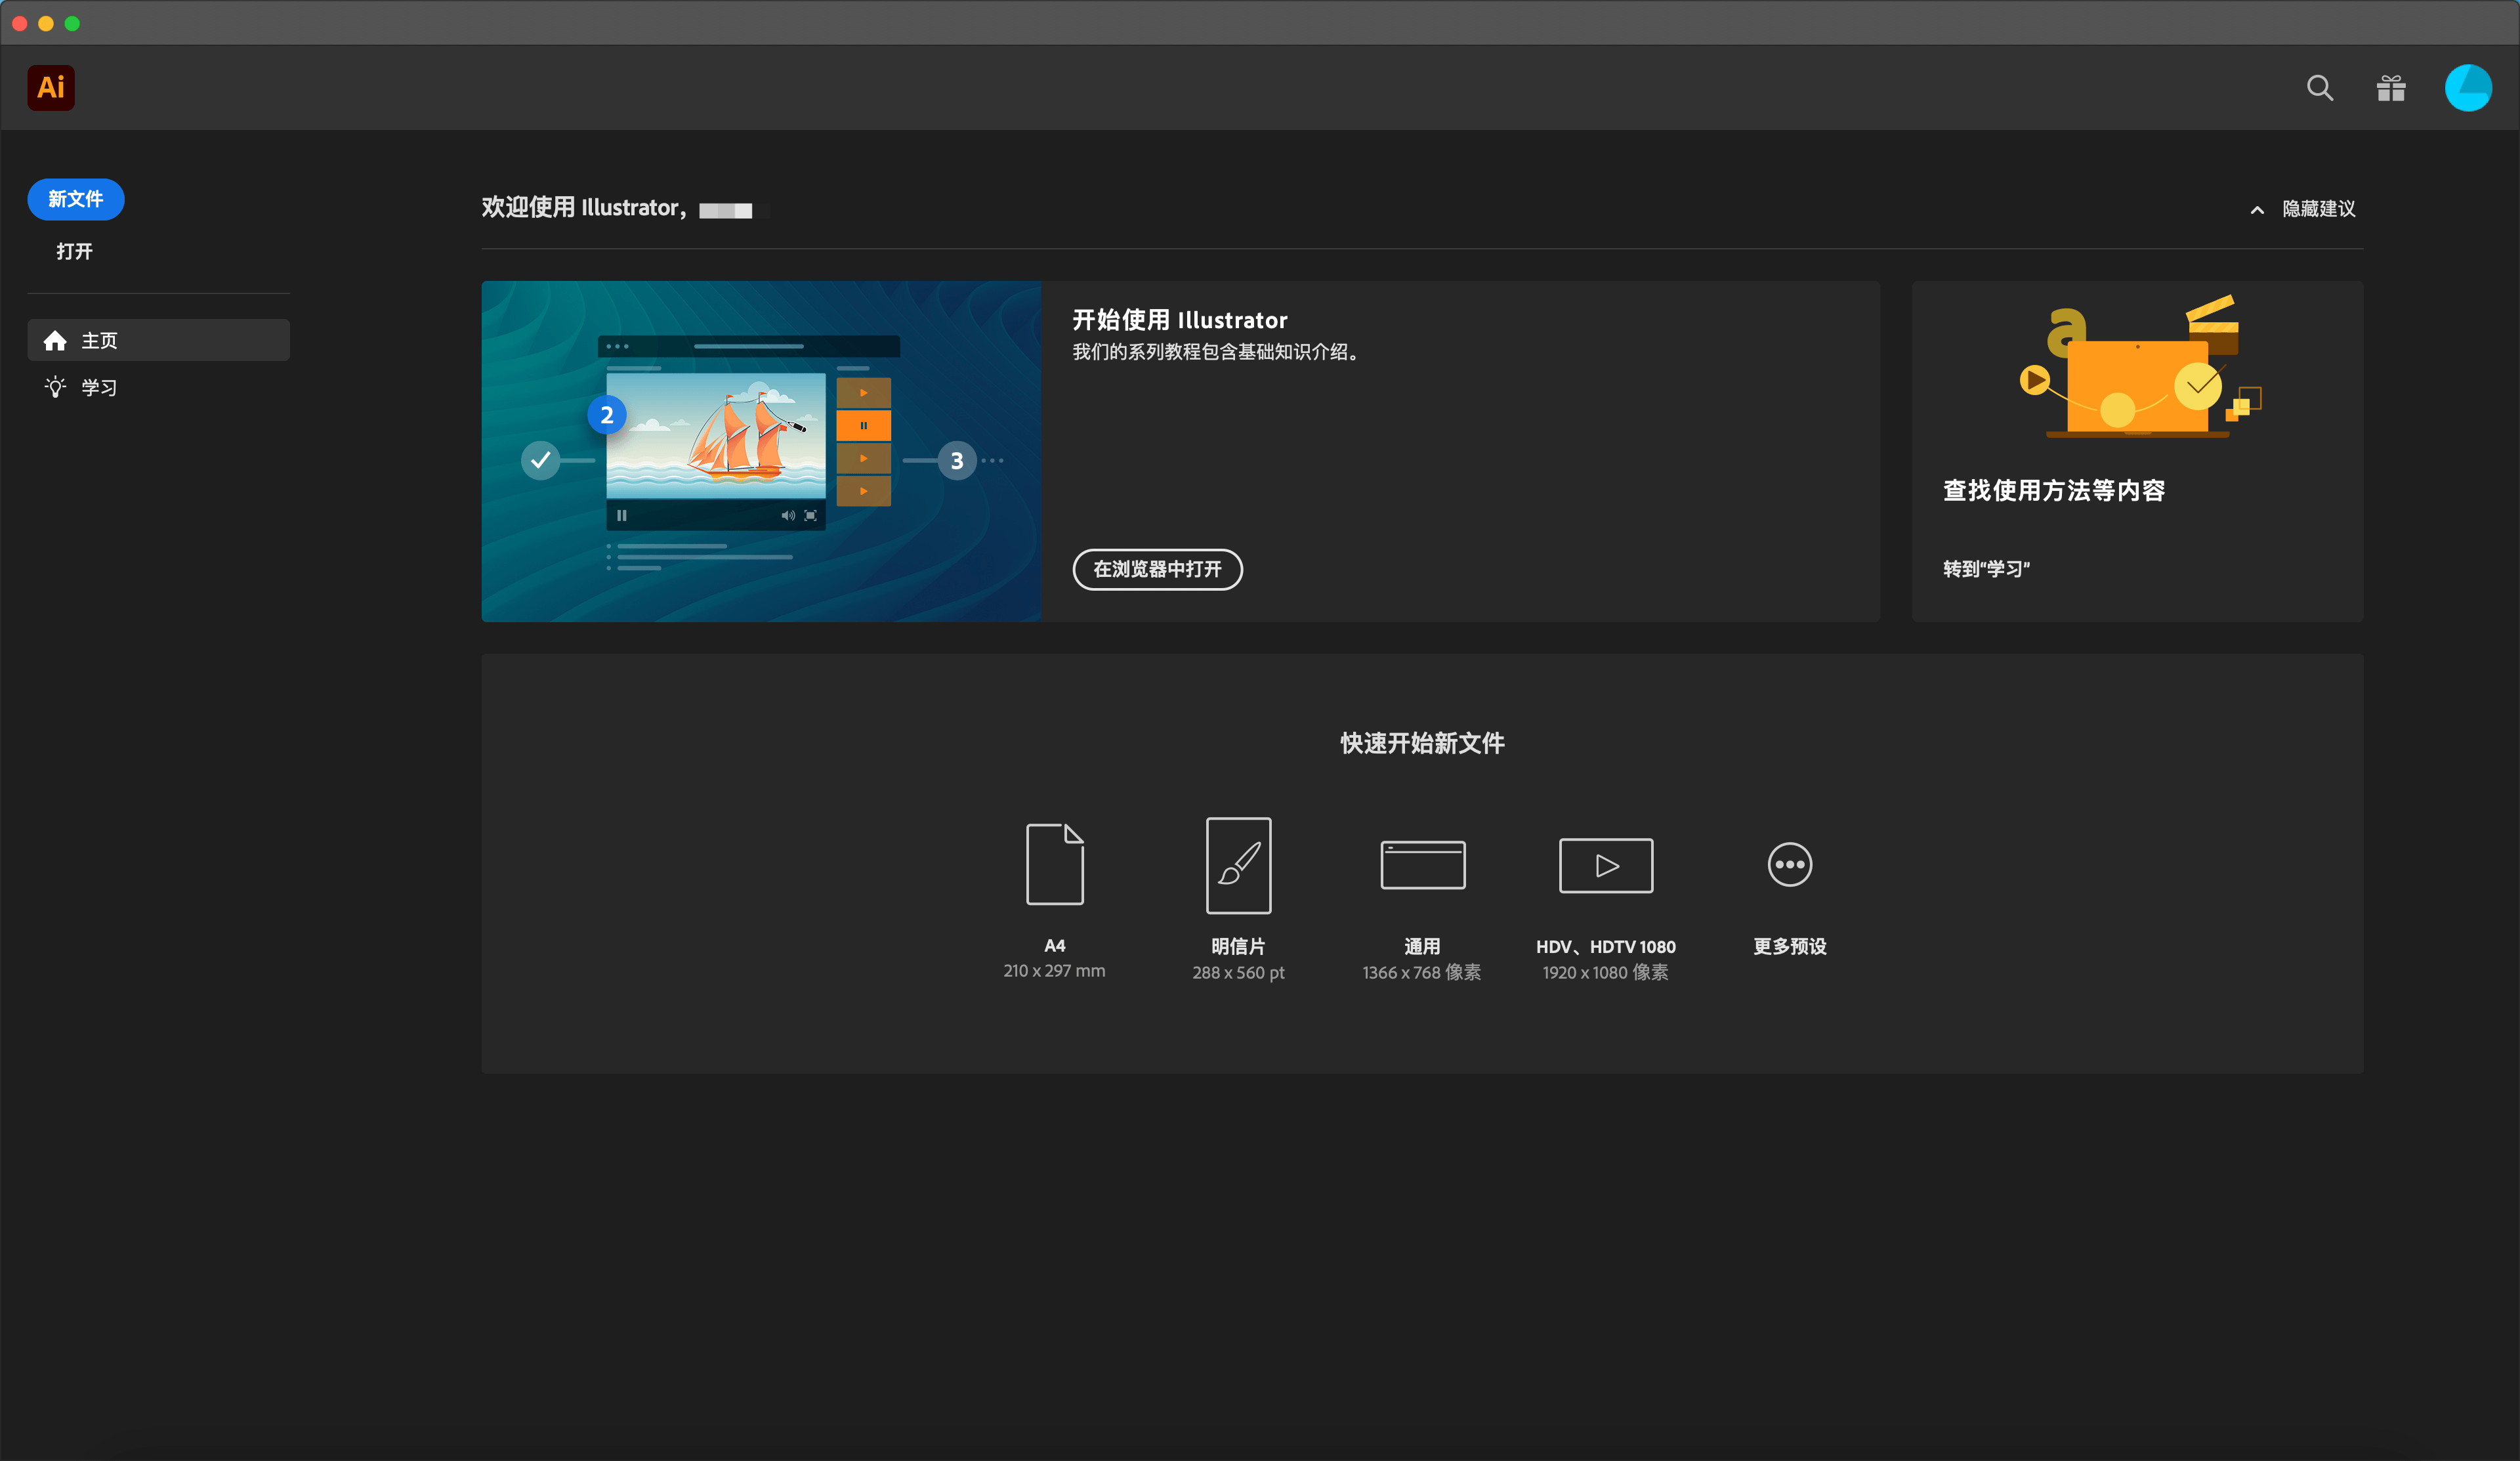 Ai
新文件
打开
主页
学习
欢迎使用 Illustrator,
隐藏建议
2
3
开始使用 Illustrator
我们的系列教程包含基础知识介绍。
在浏览器中打开
a
查找使用方法等内容
转到“学习”
快速开始新文件
A4
210 x 297 mm
明信片
288 x 560 pt
通用
1366 x 768 像素
HDV、HDTV 1080
1920 x 1080 像素
更多预设